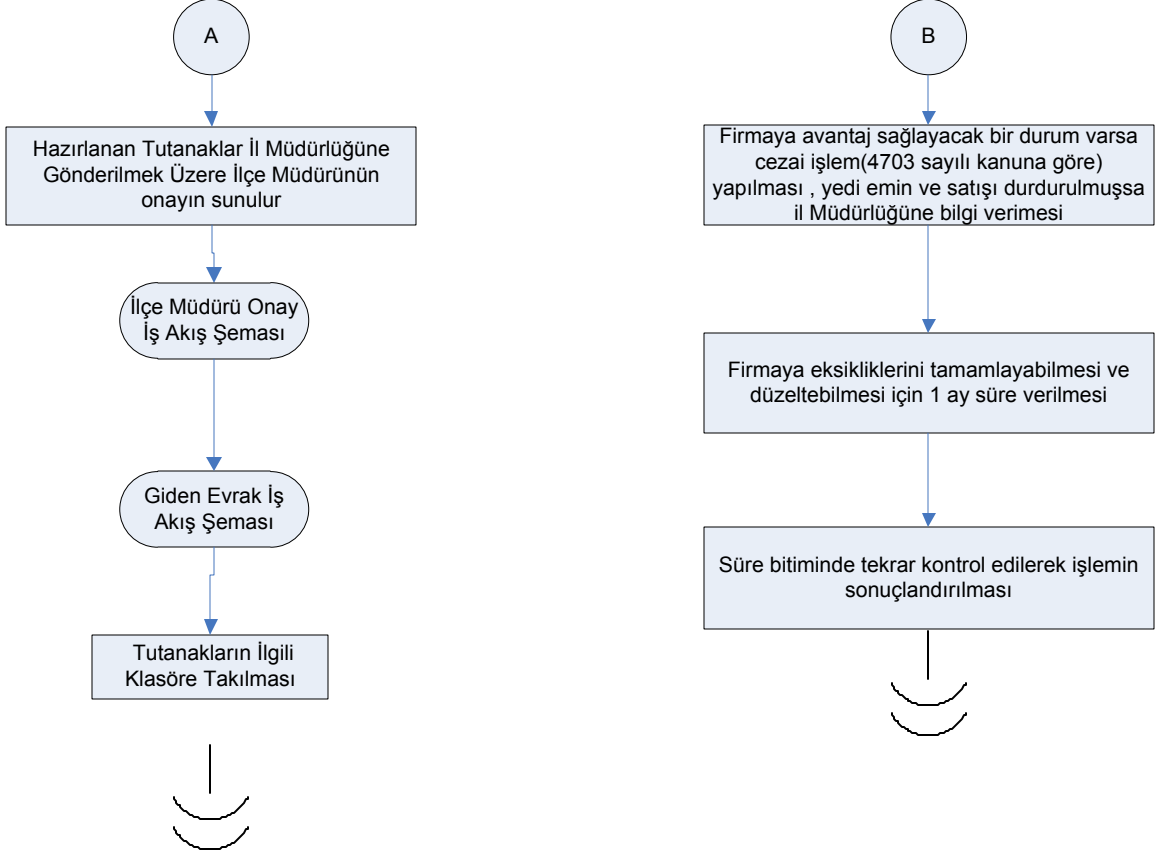 A
Hazırlanan Tutanaklar İl Müdürlüğüne
Gönderilmek Üzere İlçe Müdürünün
onayın sunulur
İlçe Müdürü Onay
İş Akış Şeması
Giden Evrak İş
Akış Şeması
Tutanakların İlgili
Klasöre Takılması
B
Firmaya avantaj sağlayacak bir durum varsa
cezai işlem(4703 sayılı kanuna göre)
yapılması , yedi emin ve satışı durdurulmuşsa
il Müdürlüğüne bilgi verimesi
Firmaya eksikliklerini tamamlayabilmesi ve
düzeltebilmesi için 1 ay süre verilmesi
Süre bitiminde tekrar kontrol edilerek işlemin
sonuçlandırılması